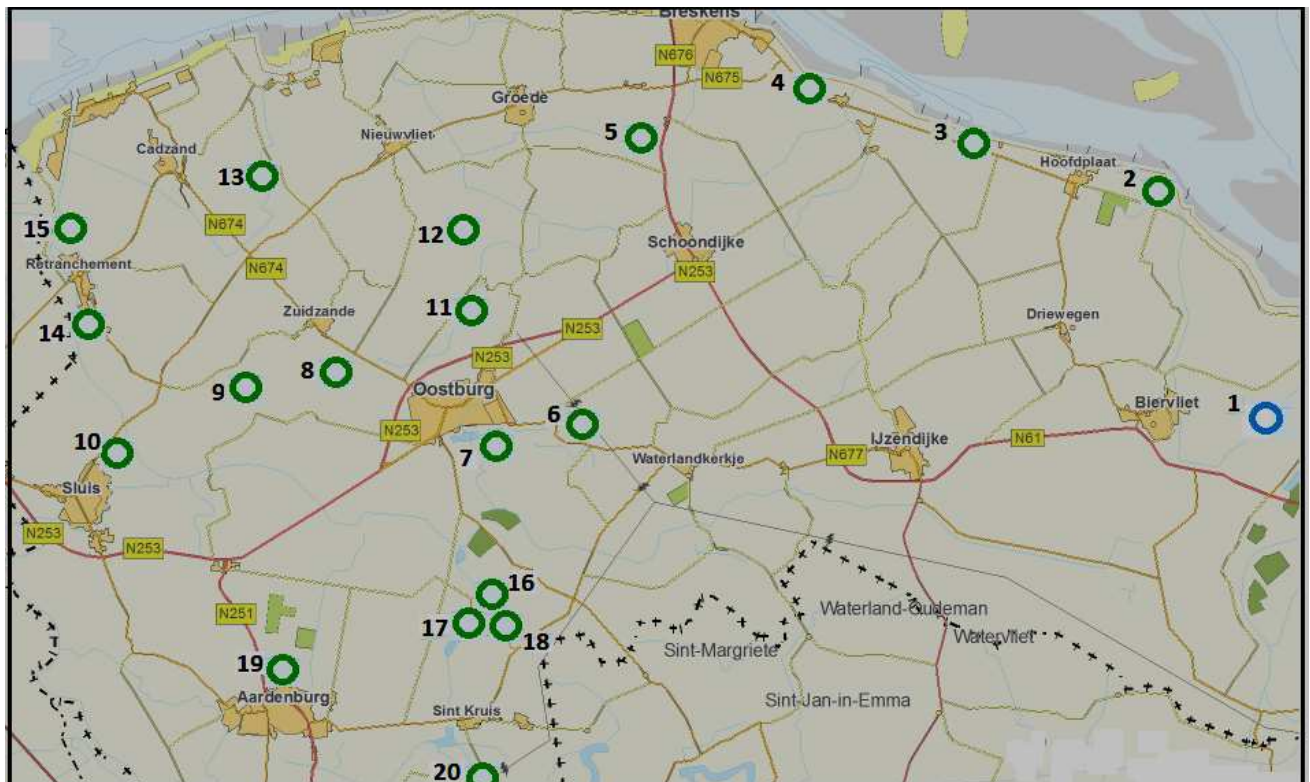 Breskens
N676
N675
4
Groede
5
3
Nieuwvliet
Cadzand
Hoofdplaat
13
2
15
N674
12
Schoondijke
Retranchement
N674
N253
11
Zuidzande
14
N253
Driewegen
N253
8
9
Oostburg
6
Biervliet
1
N253
10
7
IJzendijke
N61
Waterlandkerkje
N677
Sluis
N253
N253
16
Waterland-Oudeman
N251
17
18
Watervliet
Sint-Margriete
19
Aardenburg
Sint-Jan-in-Emma
Sint Kruis
20